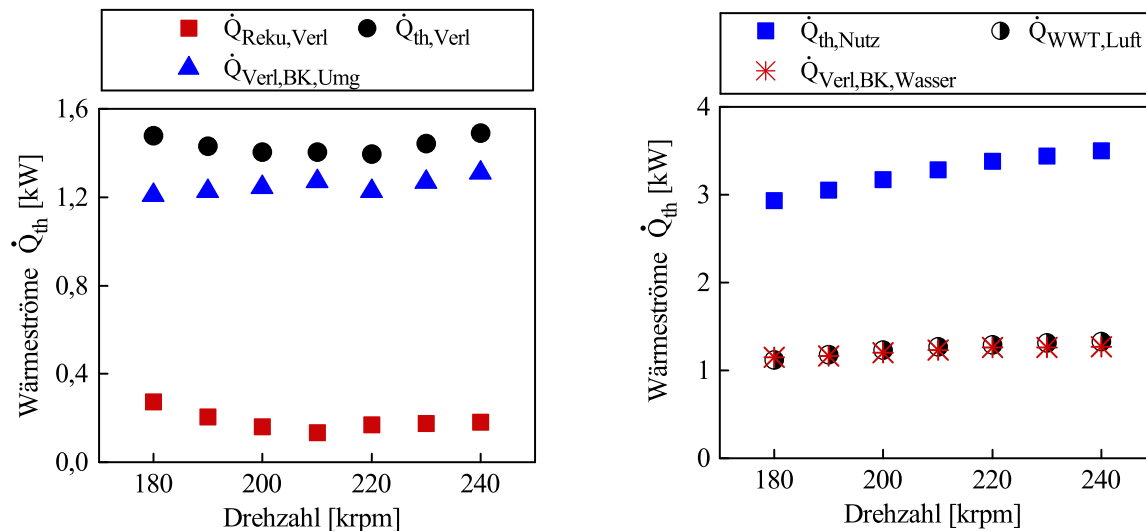 Q̇Reku,Verl Q̇th,Verl
Q̇Verl,BK,Umg
1,6
1,2
0,8
0,4
0,0
Wärmeströme Q̇th [kW]
180 200 220 240
Drehzahl [krpm]
Q̇th,Nutz Q̇WWT,Luft
Q̇Verl,BK,Wasser
4
3
2
1
0
Wärmeströme Q̇th [kW]
180 200 220 240
Drehzahl [krpm]